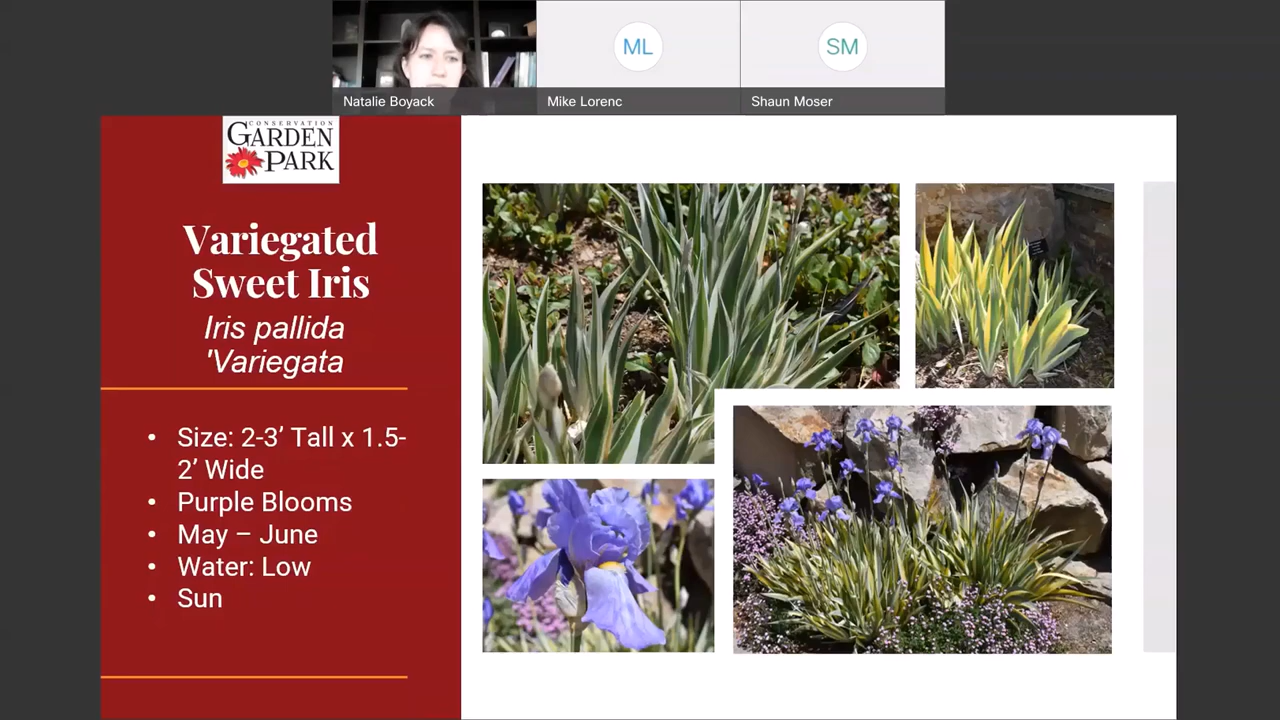 ML
SM
Natalie Boyack
Mike Lorenc
Shaun Moser
CONSERVATION
GARDEN
PARK
Variegated
Sweet Iris
Iris pallida
'Variegata
• Size: 2-3’ Tall x 1.5-
2’ Wide
• Purple Blooms
• May – June
• Water: Low
• Sun